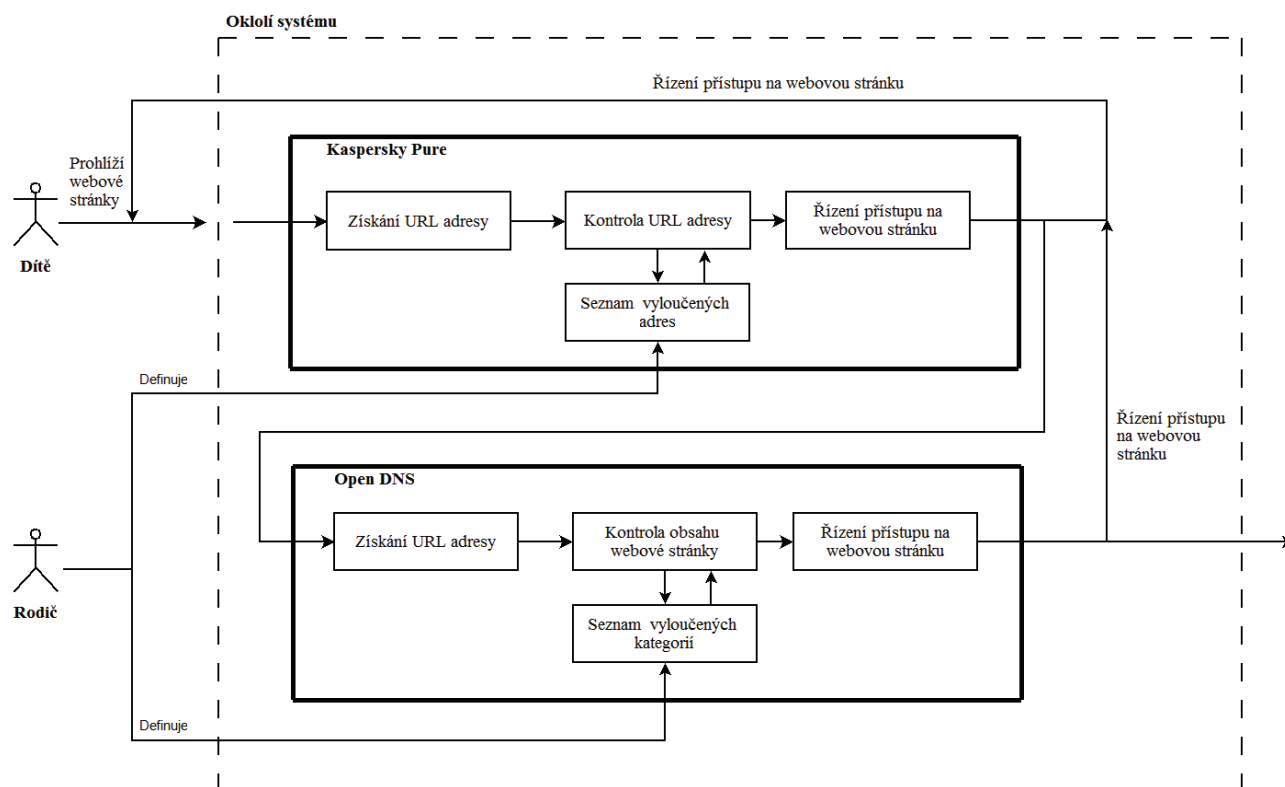 Oklolí systému
Řízení přístupu na webovou stránku
Kaspersky Pure
Prohlíží
webové
stránky
Získání URL adresy
Kontrola URL adresy
Řízení přístupu na
webovou stránku
Dítě
Seznam vyloučených
adres
Definuje
Řízení přístupu
na webovou
stránku
Open DNS
Získání URL adresy
Kontrola obsahu
webové stránky
Řízení přístupu na
webovou stránku
Rodič
Seznam vyloučených
kategorií
Definuje